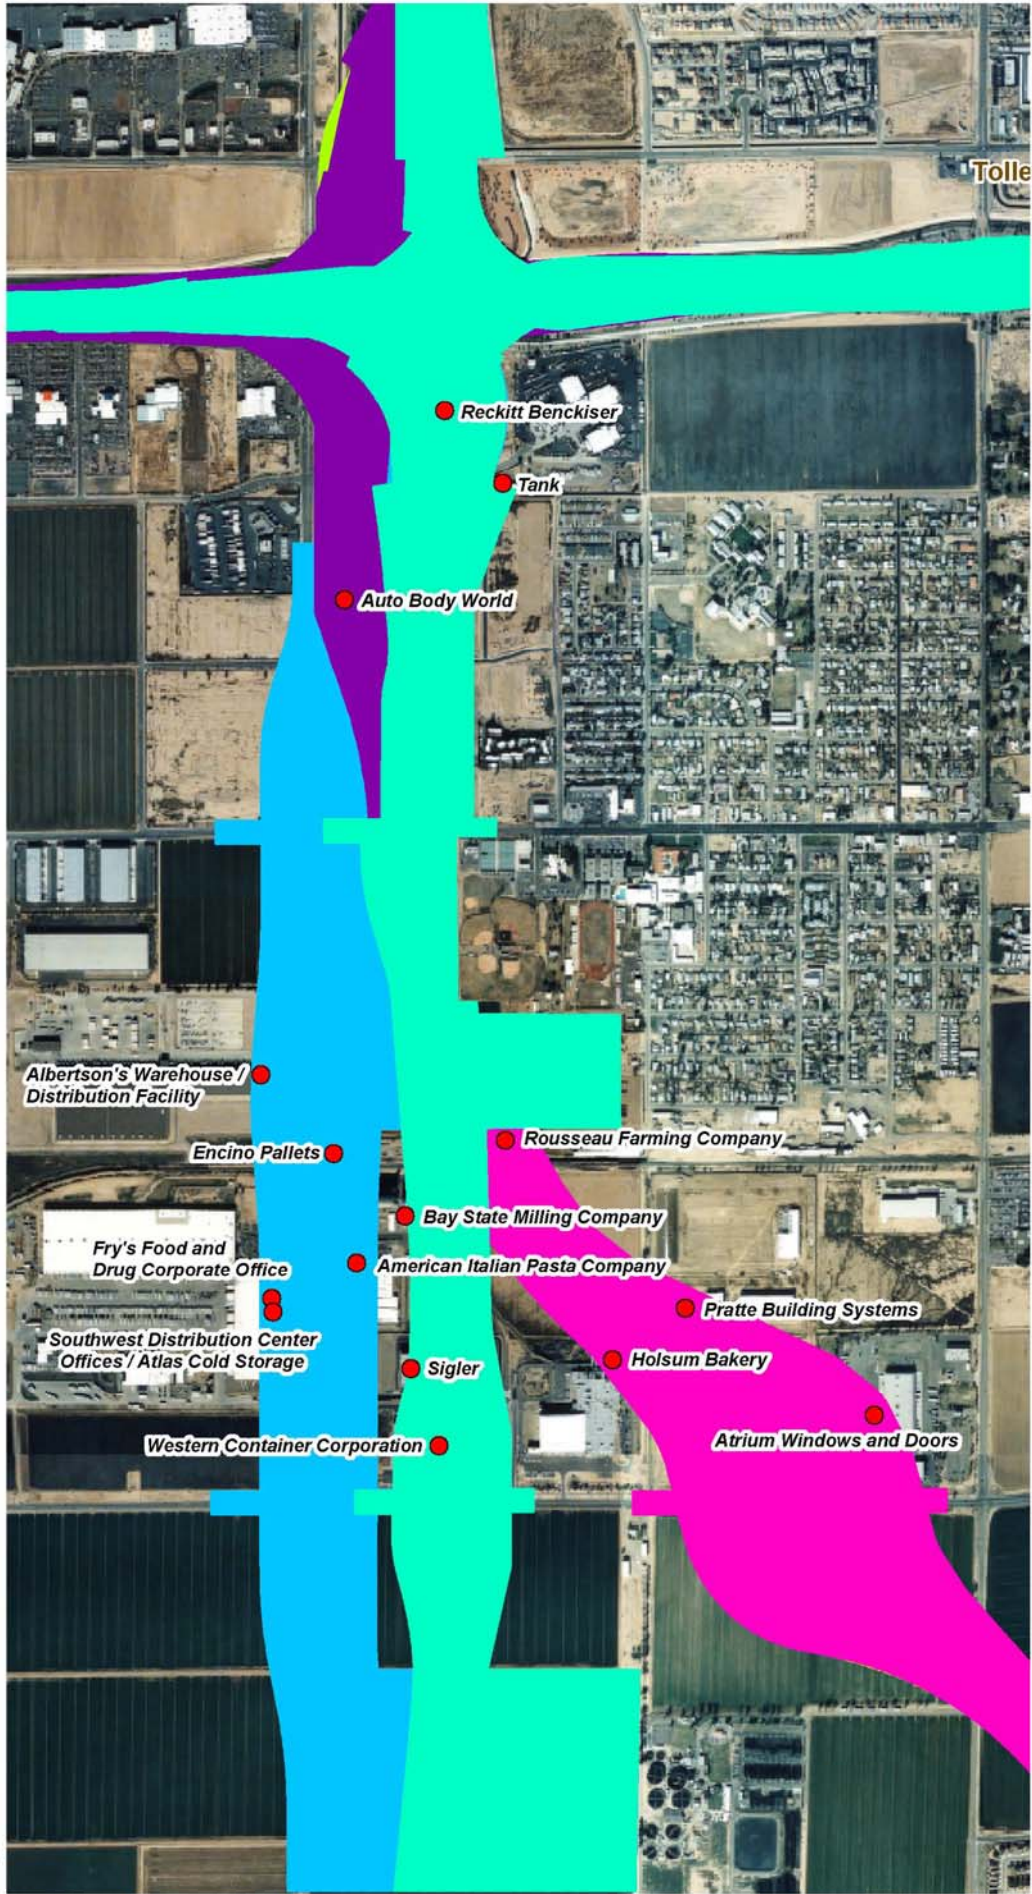 Tolle
Reckitt Benckiser
Tank
Auto Body World
Albertson's Warehouse /
Distribution Facility
Rousseau Farming Company
Encino Pallets
Bay State Milling Company
Fry's Food and
Drug Corporate Office
American Italian Pasta Company
Pratte Building Systems
Southwest Distribution Center
Offices / Atlas Cold Storage
Holsum Bakery
Sigler
Western Container Corporation
Atrium Windows and Doors